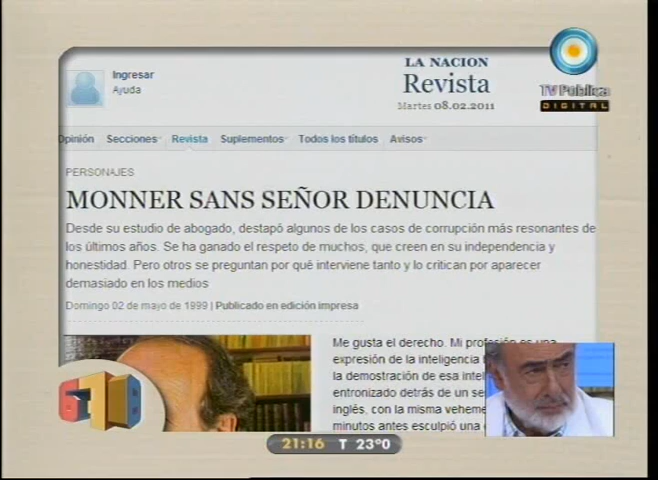 Ingresar
Ayuda
LA NACION
Revista
Martes 08.02.2011
TV Pública
DIGITAL
Opinión Secciones Revista Suplementos Todos los títulos Avisos
PERSONAJES
MONNER SANS SEÑOR DENUNCIA
Desde su estudio de abogado, destapó algunos de los casos de corrupción más resonantes de
los últimos años. Se ha ganado el respeto de muchos, que creen en su independencia y
honestidad. Pero otros se preguntan por qué interviene tanto y lo critican por aparecer
demasiado en los medios
Domingo 02 de mayo de 1999 | Publicado en edición impresa
Me gusta el derecho. Mi profesión es una
expresión de la inteligencia
la demostración de esa
entronizado detrás de un
inglés, con la misma
minutos antes esculpió una
678
21:16 T 23°0